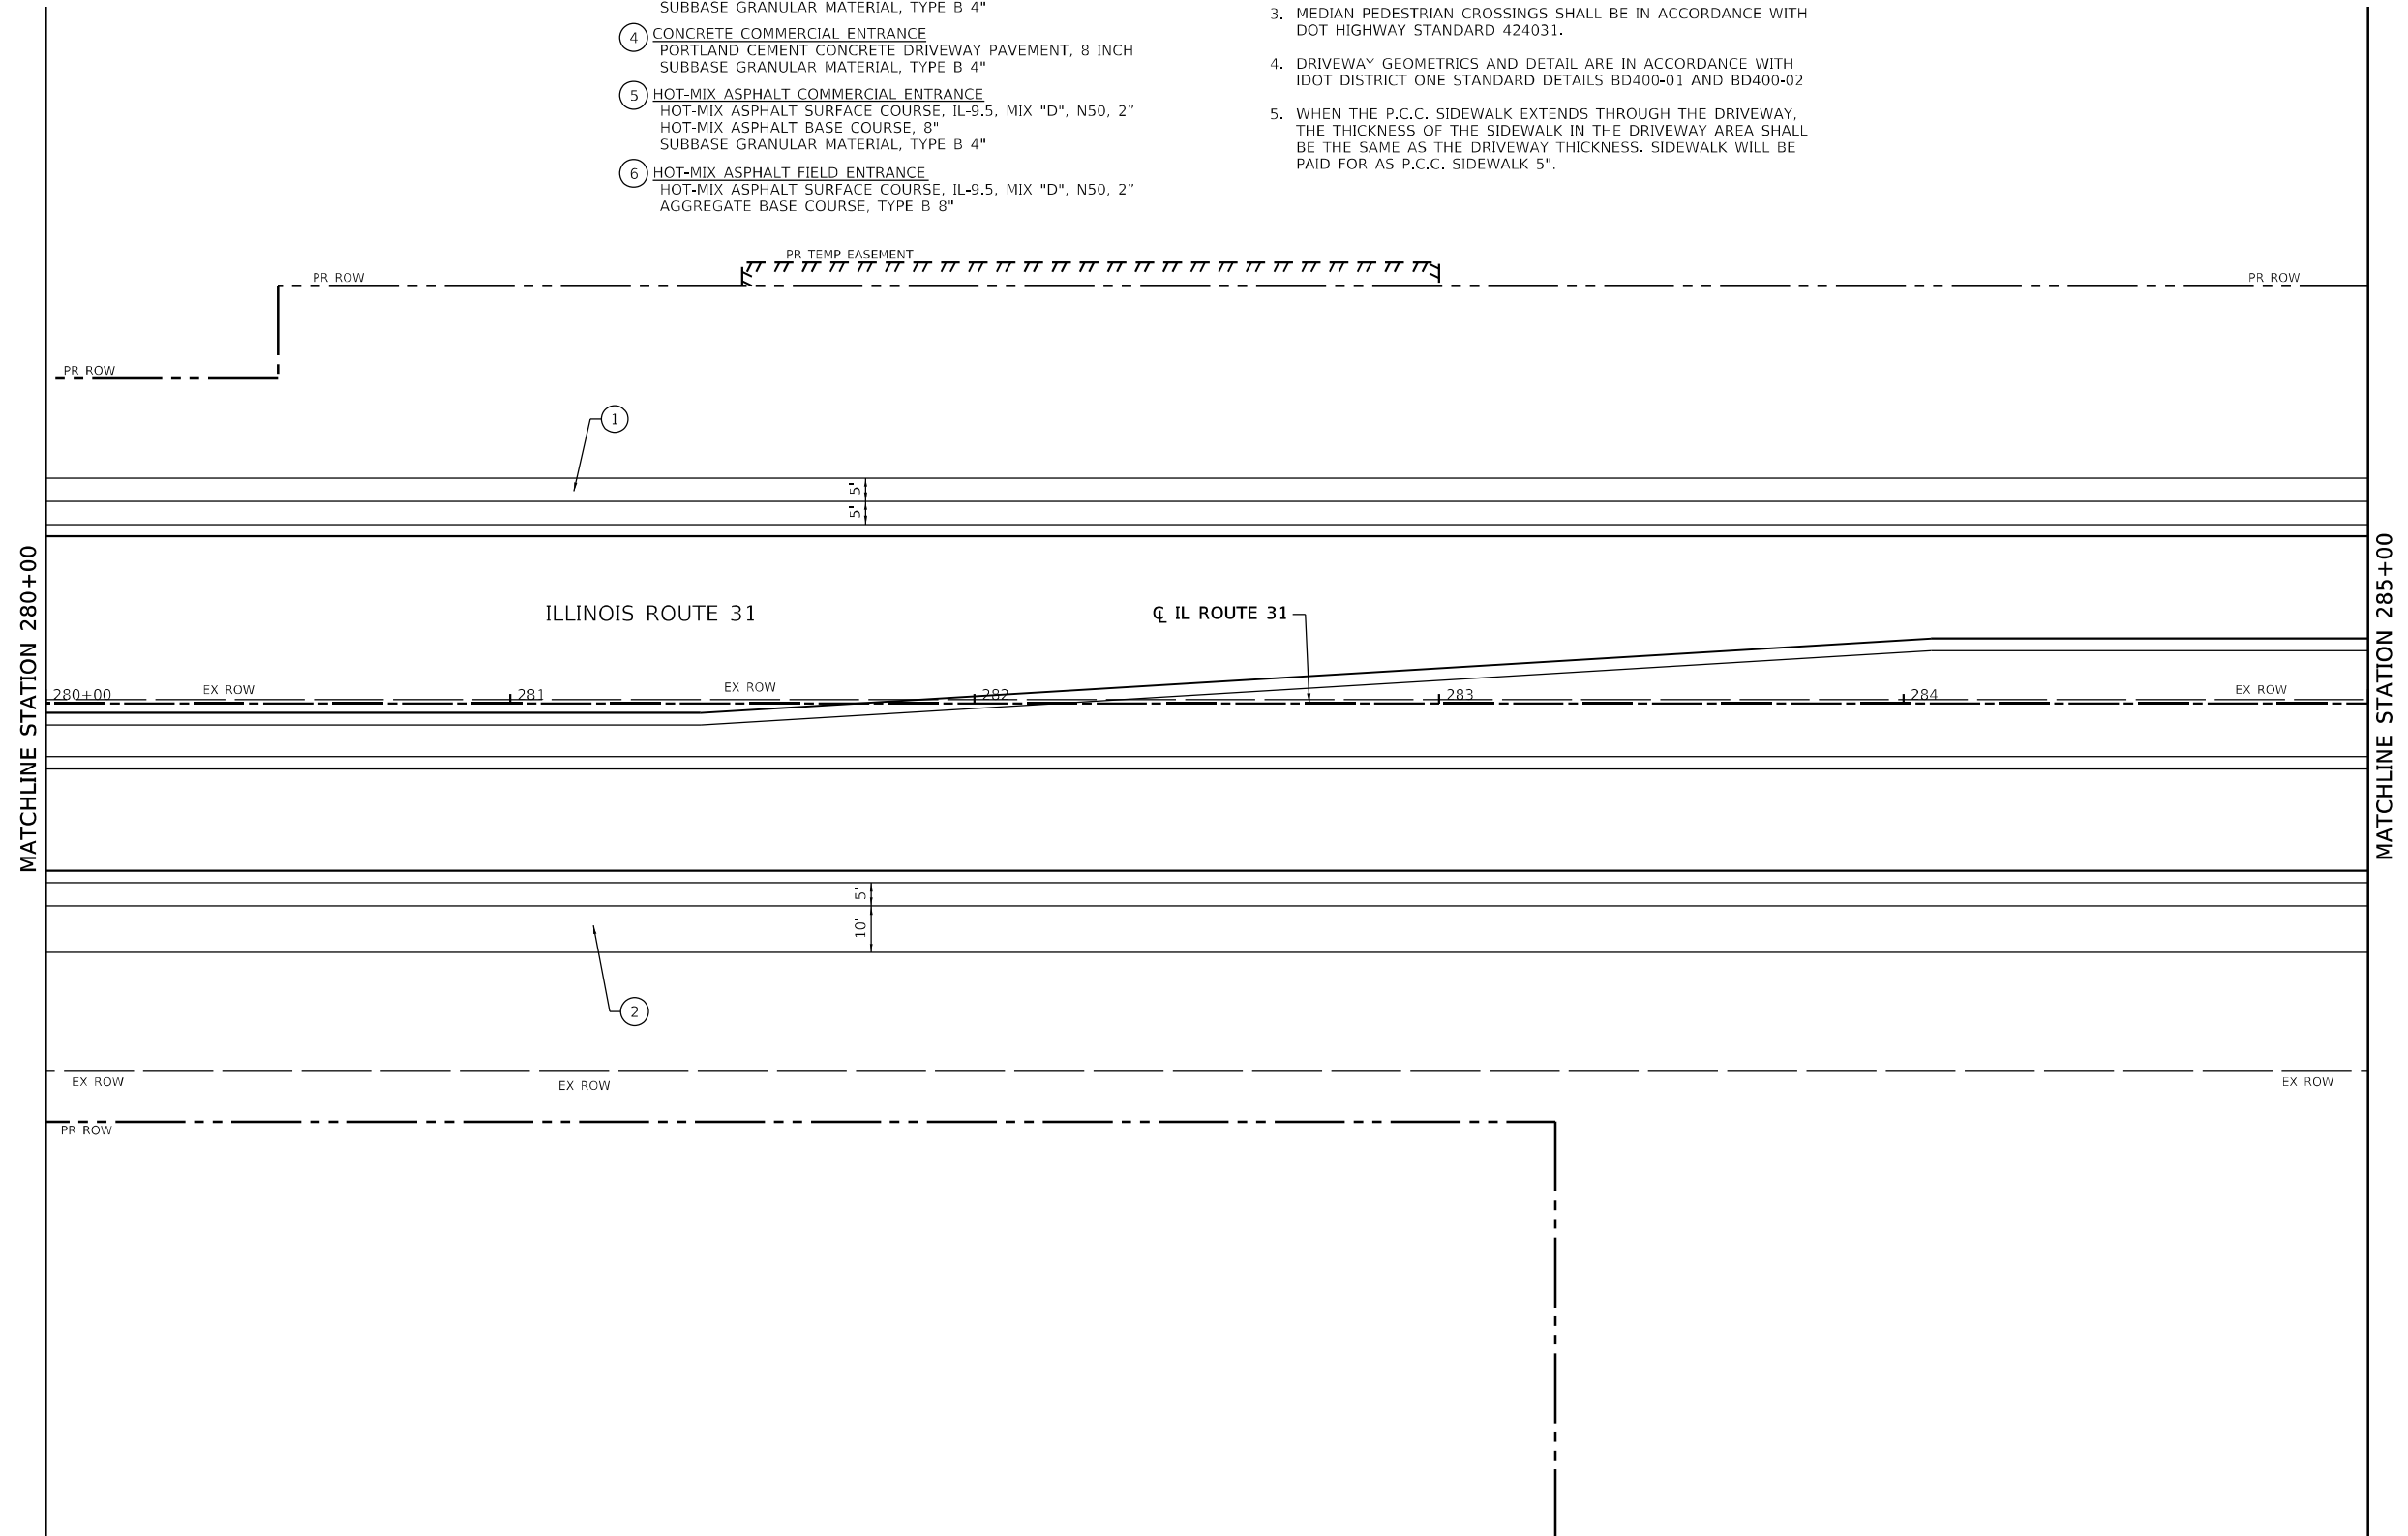 SUBBASE GRANULAR MATERIAL, TYPE B 4"
4 CONCRETE COMMERCIAL ENTRANCE
PORTLAND CEMENT CONCRETE DRIVEWAY PAVEMENT, 8 INCH
SUBBASE GRANULAR MATERIAL, TYPE B 4"
5 HOT-MIX ASPHALT COMMERCIAL ENTRANCE
HOT-MIX ASPHALT SURFACE COURSE, IL-9.5, MIX "D", N50, 2"
HOT-MIX ASPHALT BASE COURSE, 8"
SUBBASE GRANULAR MATERIAL, TYPE B 4"
6 HOT-MIX ASPHALT FIELD ENTRANCE
HOT-MIX ASPHALT SURFACE COURSE, IL-9.5, MIX "D", N50, 2"
AGGREGATE BASE COURSE, TYPE B 8"
3. MEDIAN PEDESTRIAN CROSSINGS SHALL BE IN ACCORDANCE WITH
DOT HIGHWAY STANDARD 424031.
4. DRIVEWAY GEOMETRICS AND DETAIL ARE IN ACCORDANCE WITH
IDOT DISTRICT ONE STANDARD DETAILS BD400-01 AND BD400-02
5. WHEN THE P.C.C. SIDEWALK EXTENDS THROUGH THE DRIVEWAY,
THE THICKNESS OF THE SIDEWALK IN THE DRIVEWAY AREA SHALL
BE THE SAME AS THE DRIVEWAY THICKNESS. SIDEWALK WILL BE
PAID FOR AS P.C.C. SIDEWALK 5".
PR TEMP EASEMENT
PR ROW
PR ROW
PR ROW
1
5'
5'
MATCHLINE STATION 280+00
MATCHLINE STATION 285+00
ILLINOIS ROUTE 31
℄ IL ROUTE 31
280+00
EX ROW
281
EX ROW
282
283
284
EX ROW
5'
10'
2
EX ROW
EX ROW
EX ROW
PR ROW